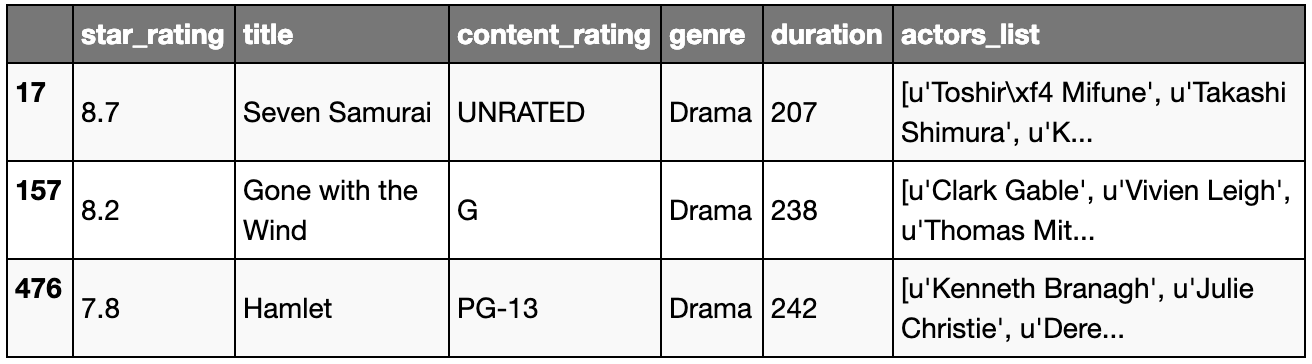 star_rating title content_rating genre duration actors_list
17 8.7 Seven Samurai UNRATED Drama 207 [u'Toshir\xf4 Mifune', u'Takashi
Shimura', u'K...
157 8.2 Gone with the G Drama 238 [u'Clark Gable', u'Vivien Leigh',
Wind u'Thomas Mit...
476 7.8 Hamlet PG-13 Drama 242 [u'Kenneth Branagh', u'Julie
Christie', u'Dere...